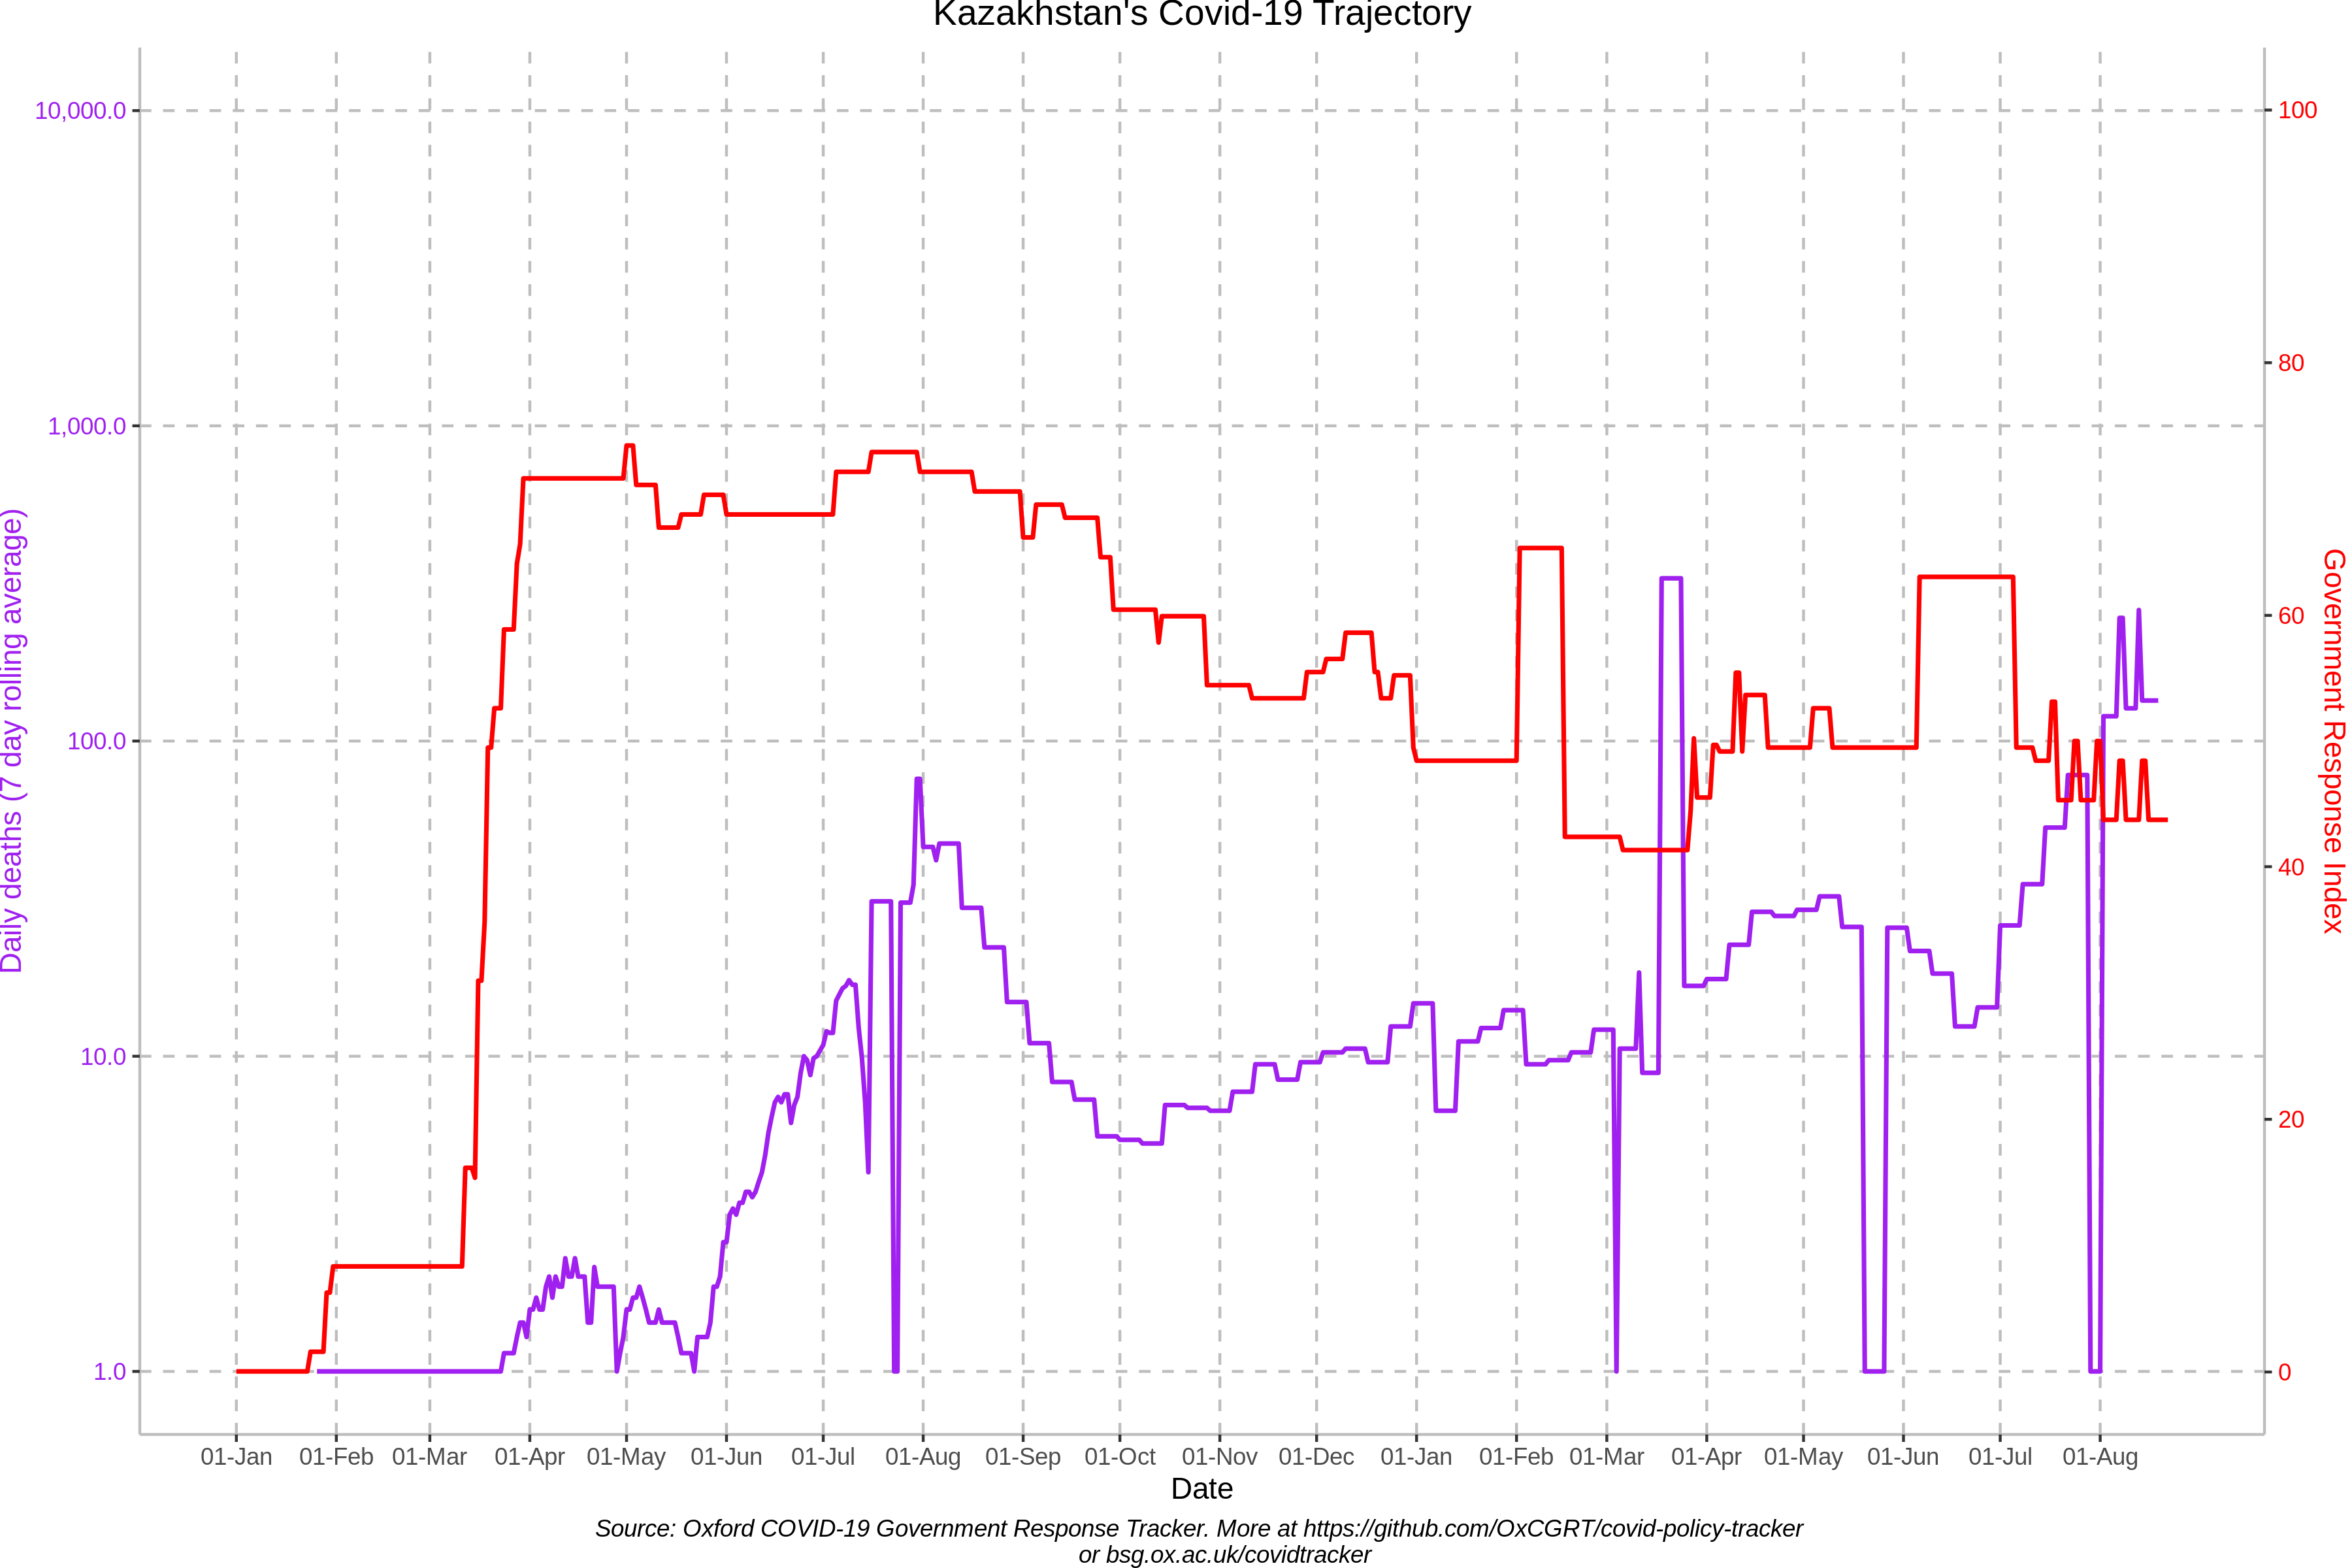 Kazakhstan's Covid-19 Trajectory
10,000.0
1,000.0
100.0
10.0
1.0
Daily deaths (7 day rolling average)
100
80
60
40
20
0
Government Response Index
01-Jan 01-Feb 01-Mar 01-Apr 01-May 01-Jun 01-Jul 01-Aug 01-Sep 01-Oct 01-Nov 01-Dec 01-Jan 01-Feb 01-Mar 01-Apr 01-May 01-Jun 01-Jul 01-Aug
Date
Source: Oxford COVID-19 Government Response Tracker. More at https://github.com/OxCGRT/covid-policy-tracker
or bsg.ox.ac.uk/covidtracker